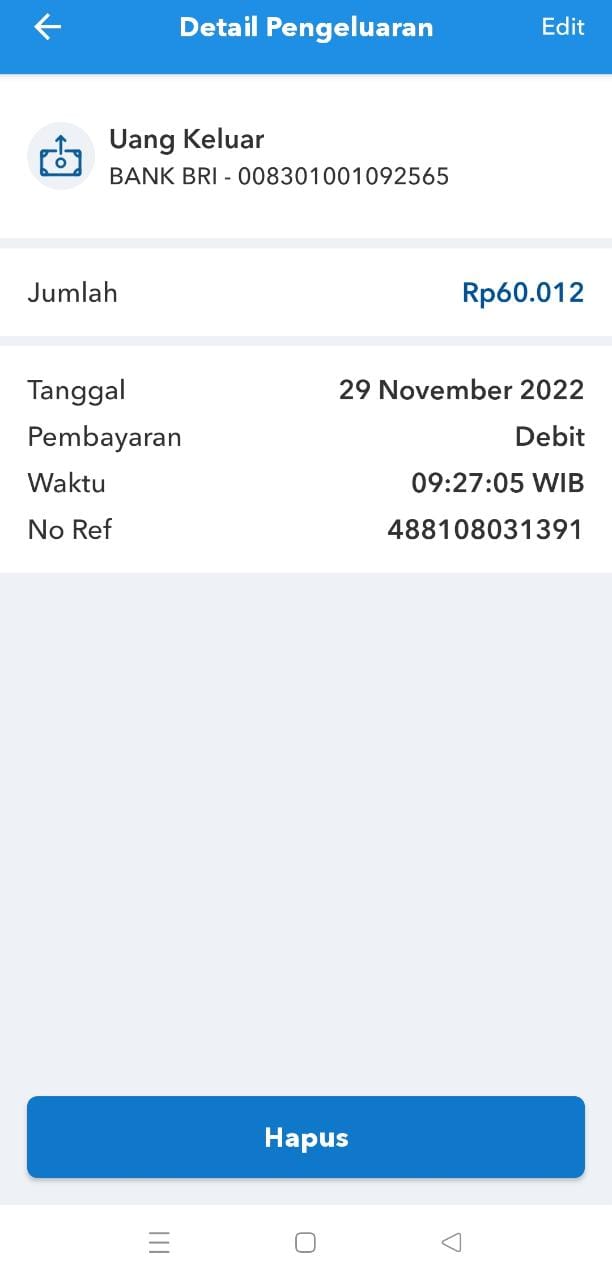 Detail Pengeluaran
Edit
Uang Keluar
BANK BRI - 008301001092565
Jumlah Rp60.012
Tanggal 29 November 2022
Pembayaran Debit
Waktu 09:27:05 WIB
No Ref 488108031391
Hapus